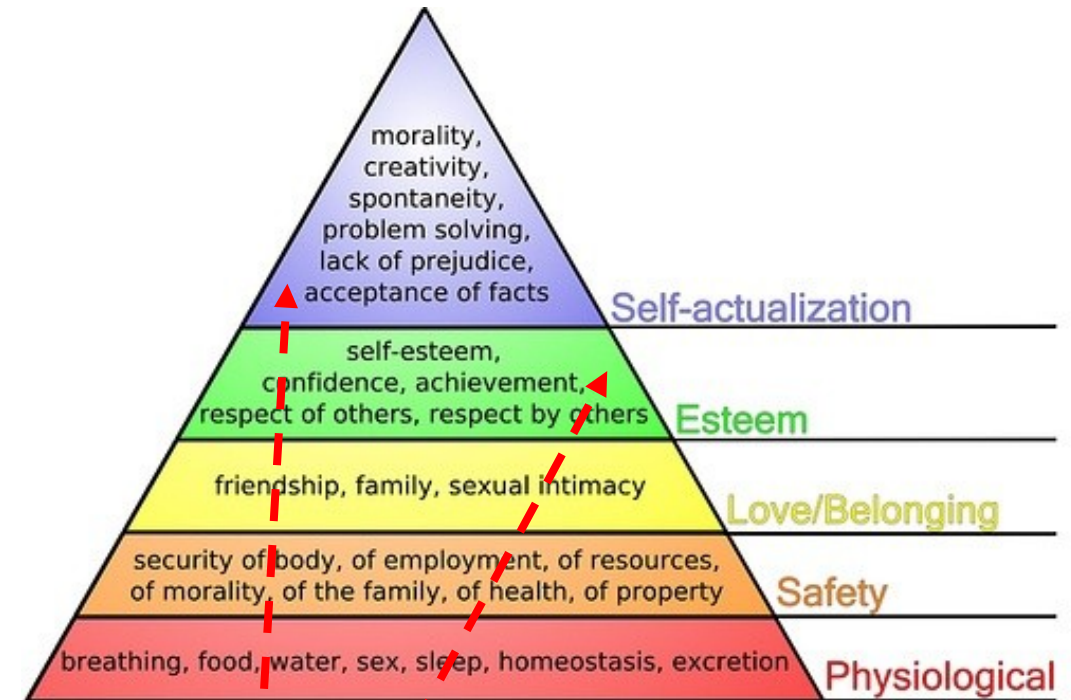 morality,
creativity,
spontaneity,
problem solving,
lack of prejudice,
acceptance of facts
Self-actualization
self-esteem,
confidence, achievement,
respect of others, respect by others
Esteem
friendship, family, sexual intimacy
Love/Belonging
security of body, of employment, of resources,
of morality, of the family, of health, of property
Safety
breathing, food, water, sex, sleep, homeostasis, excretion
Physiological